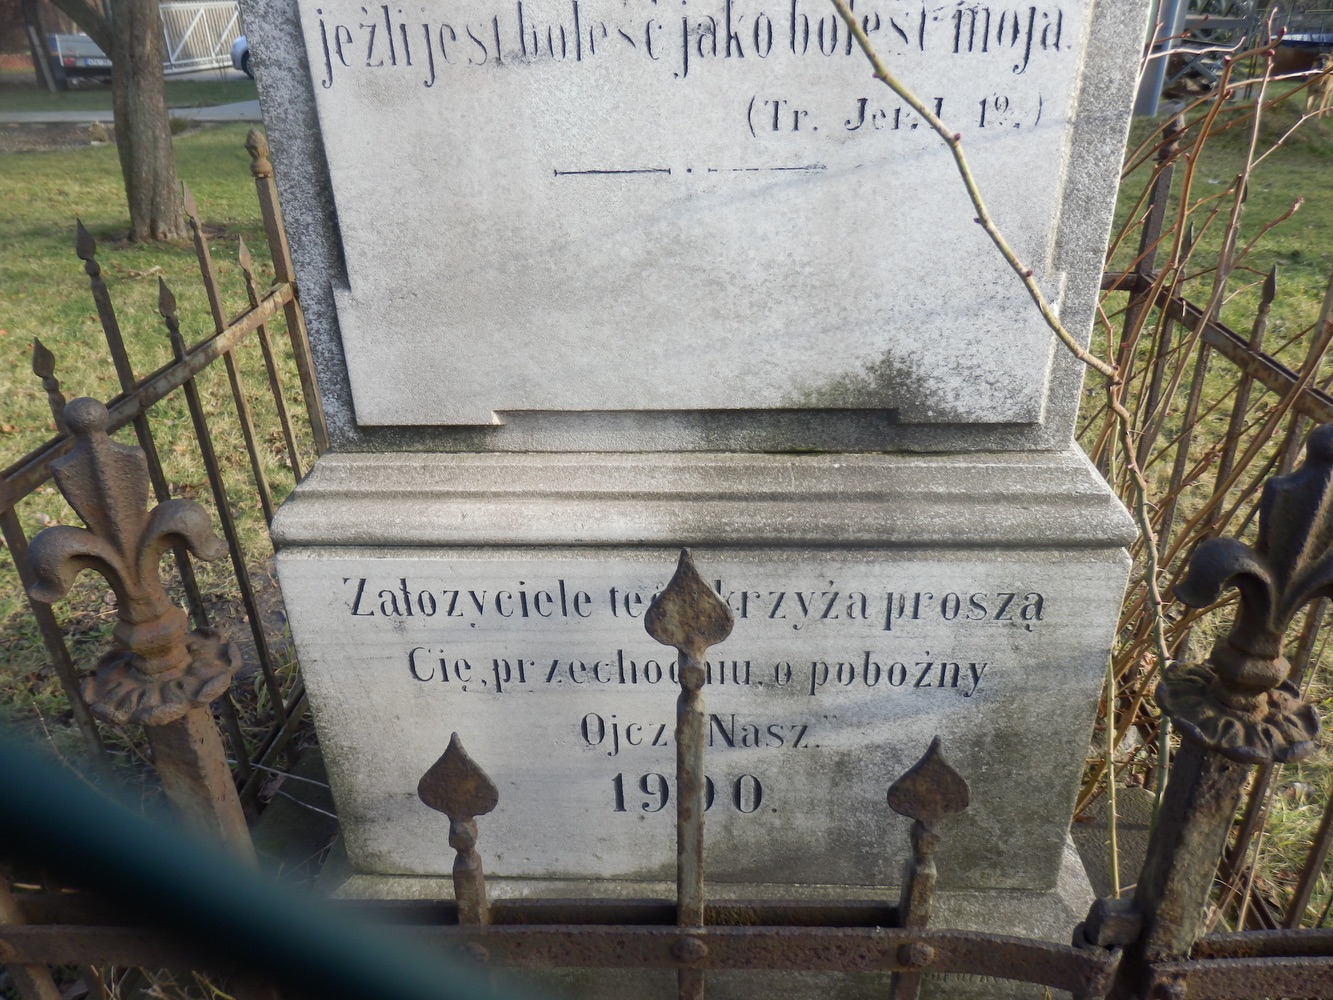 jeżli jest boleść jako boleść moja.
(Tr. Jer. I. 12.)
Założyciele tego krzyża proszą
Cię, przechodniu, o pobożny
Ojcze Nasz."
1900.